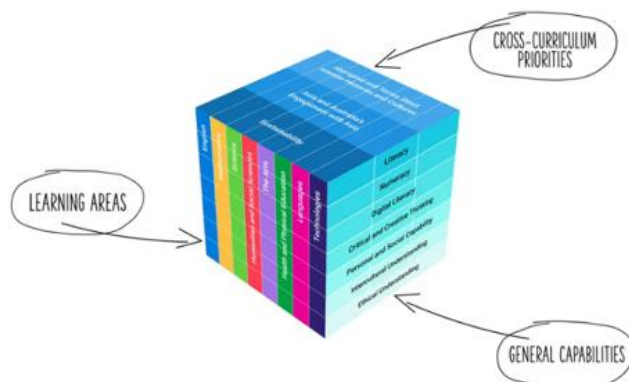 CROSS-CURRICULUM
PRIORITIES
Aboriginal and Torres Strait
Islander Histories and Cultures
Asia and Australia's
Engagement with Asia
Sustainability
LEARNING AREAS
English
Mathematics
Science
Humanities and Social Sciences
The Arts
Health and Physical Education
Languages
Technologies
Literacy
Numeracy
Digital Literacy
Critical and Creative Thinking
Personal and Social Capability
Intercultural Understanding
Ethical Understanding
GENERAL CAPABILITIES